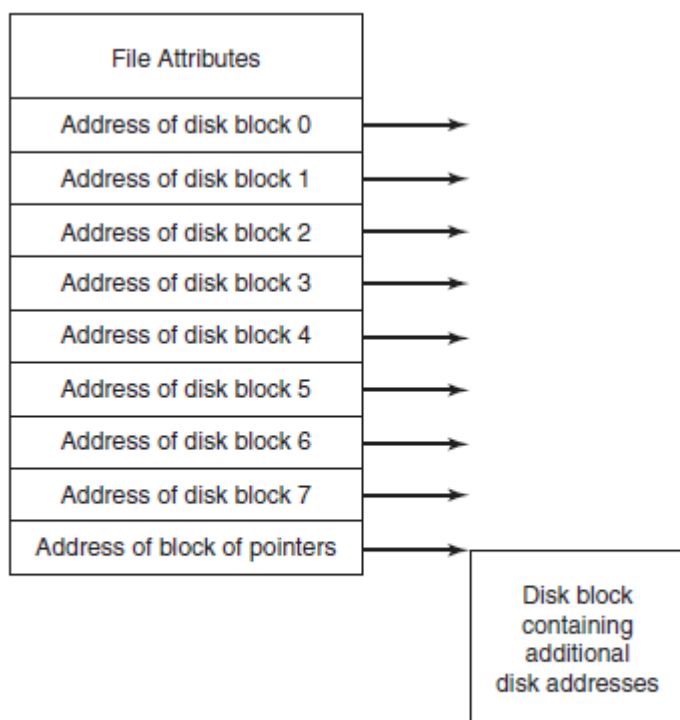 File Attributes
Address of disk block 0
Address of disk block 1
Address of disk block 2
Address of disk block 3
Address of disk block 4
Address of disk block 5
Address of disk block 6
Address of disk block 7
Address of block of pointers
Disk block
containing
additional
disk addresses